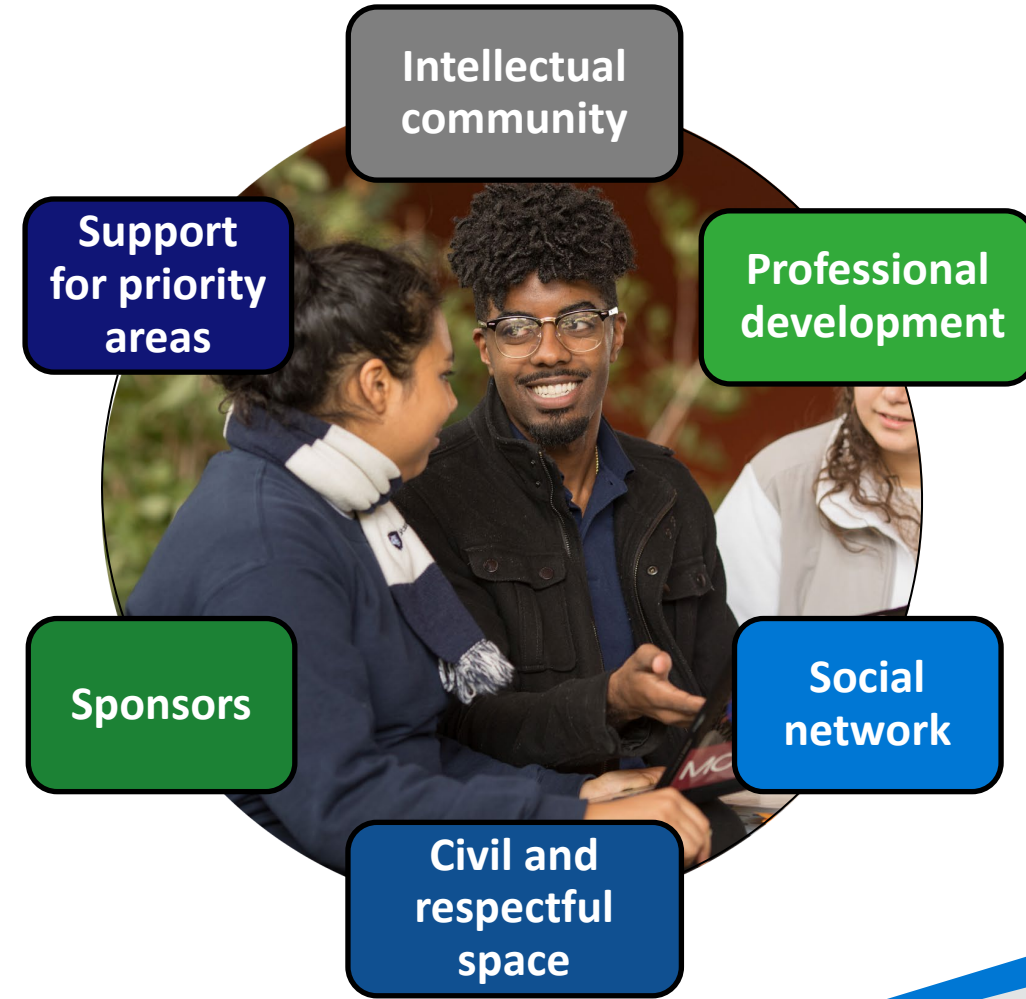 Intellectual
community
Support
for priority
areas
Professional
development
Sponsors
Social
network
Civil and
respectful
space